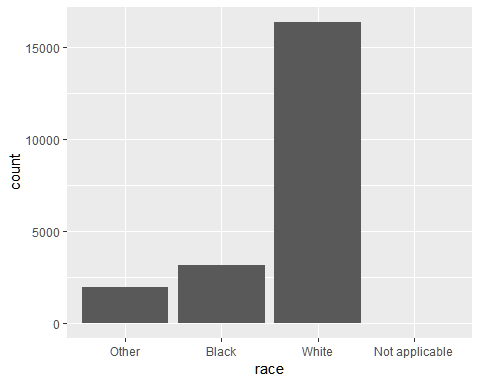 count
15000
10000
5000
0
Other Black White Not applicable
race